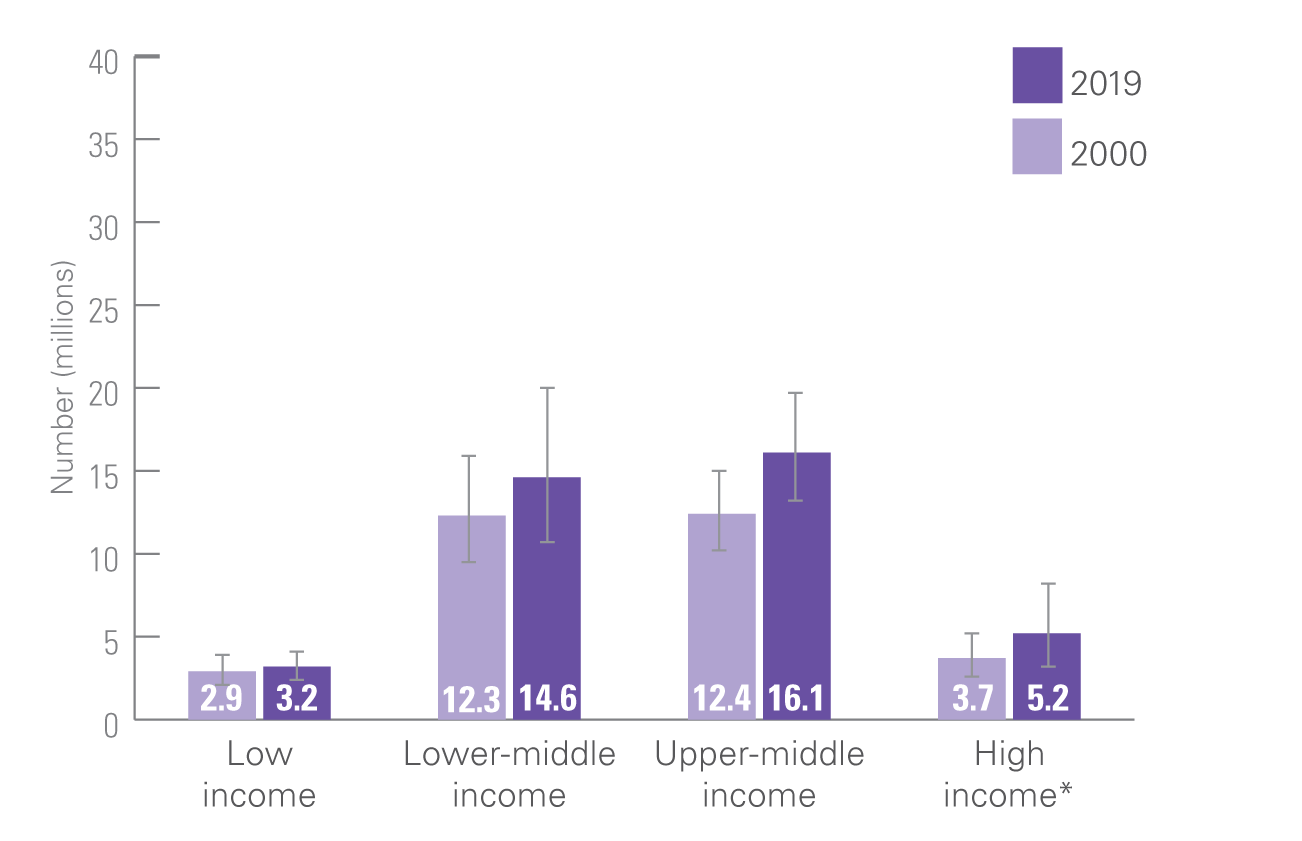 40
35
30
25
20
15
10
5
0
Number (millions)
2019
2000
2.9
3.2
12.3
14.6
12.4
16.1
3.7
5.2
Low
income
Lower-middle
income
Upper-middle
income
High
income*